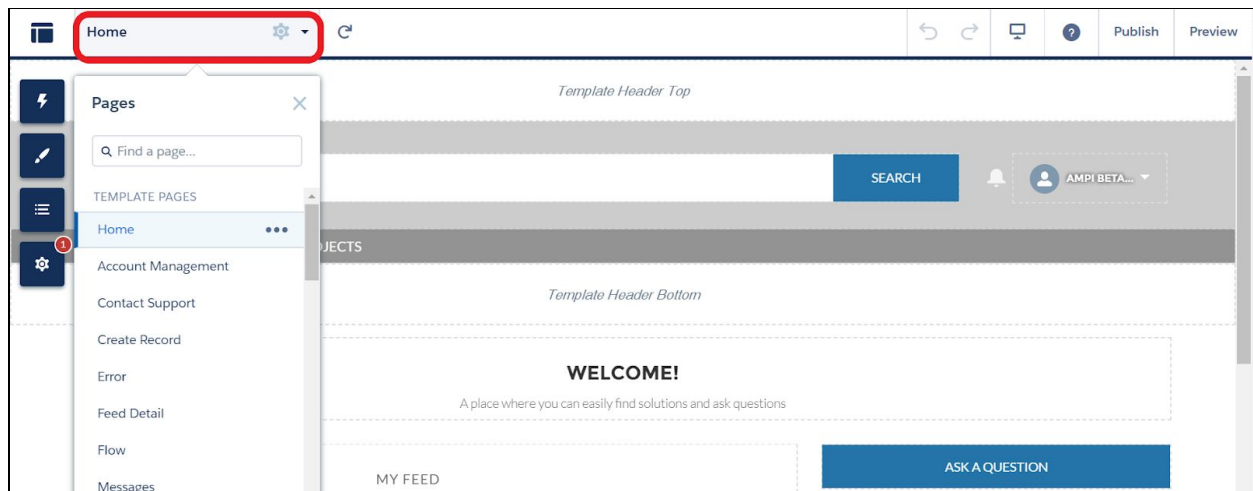 Home
Publish
Preview
Pages
Template Header Top
Find a page...
SEARCH
AMPI BETA...
TEMPLATE PAGES
Home
1
JECTS
Account Management
Template Header Bottom
Contact Support
Create Record
WELCOME!
Error
A place where you can easily find solutions and ask questions
Feed Detail
Flow
ASK A QUESTION
MY FEED
Messages